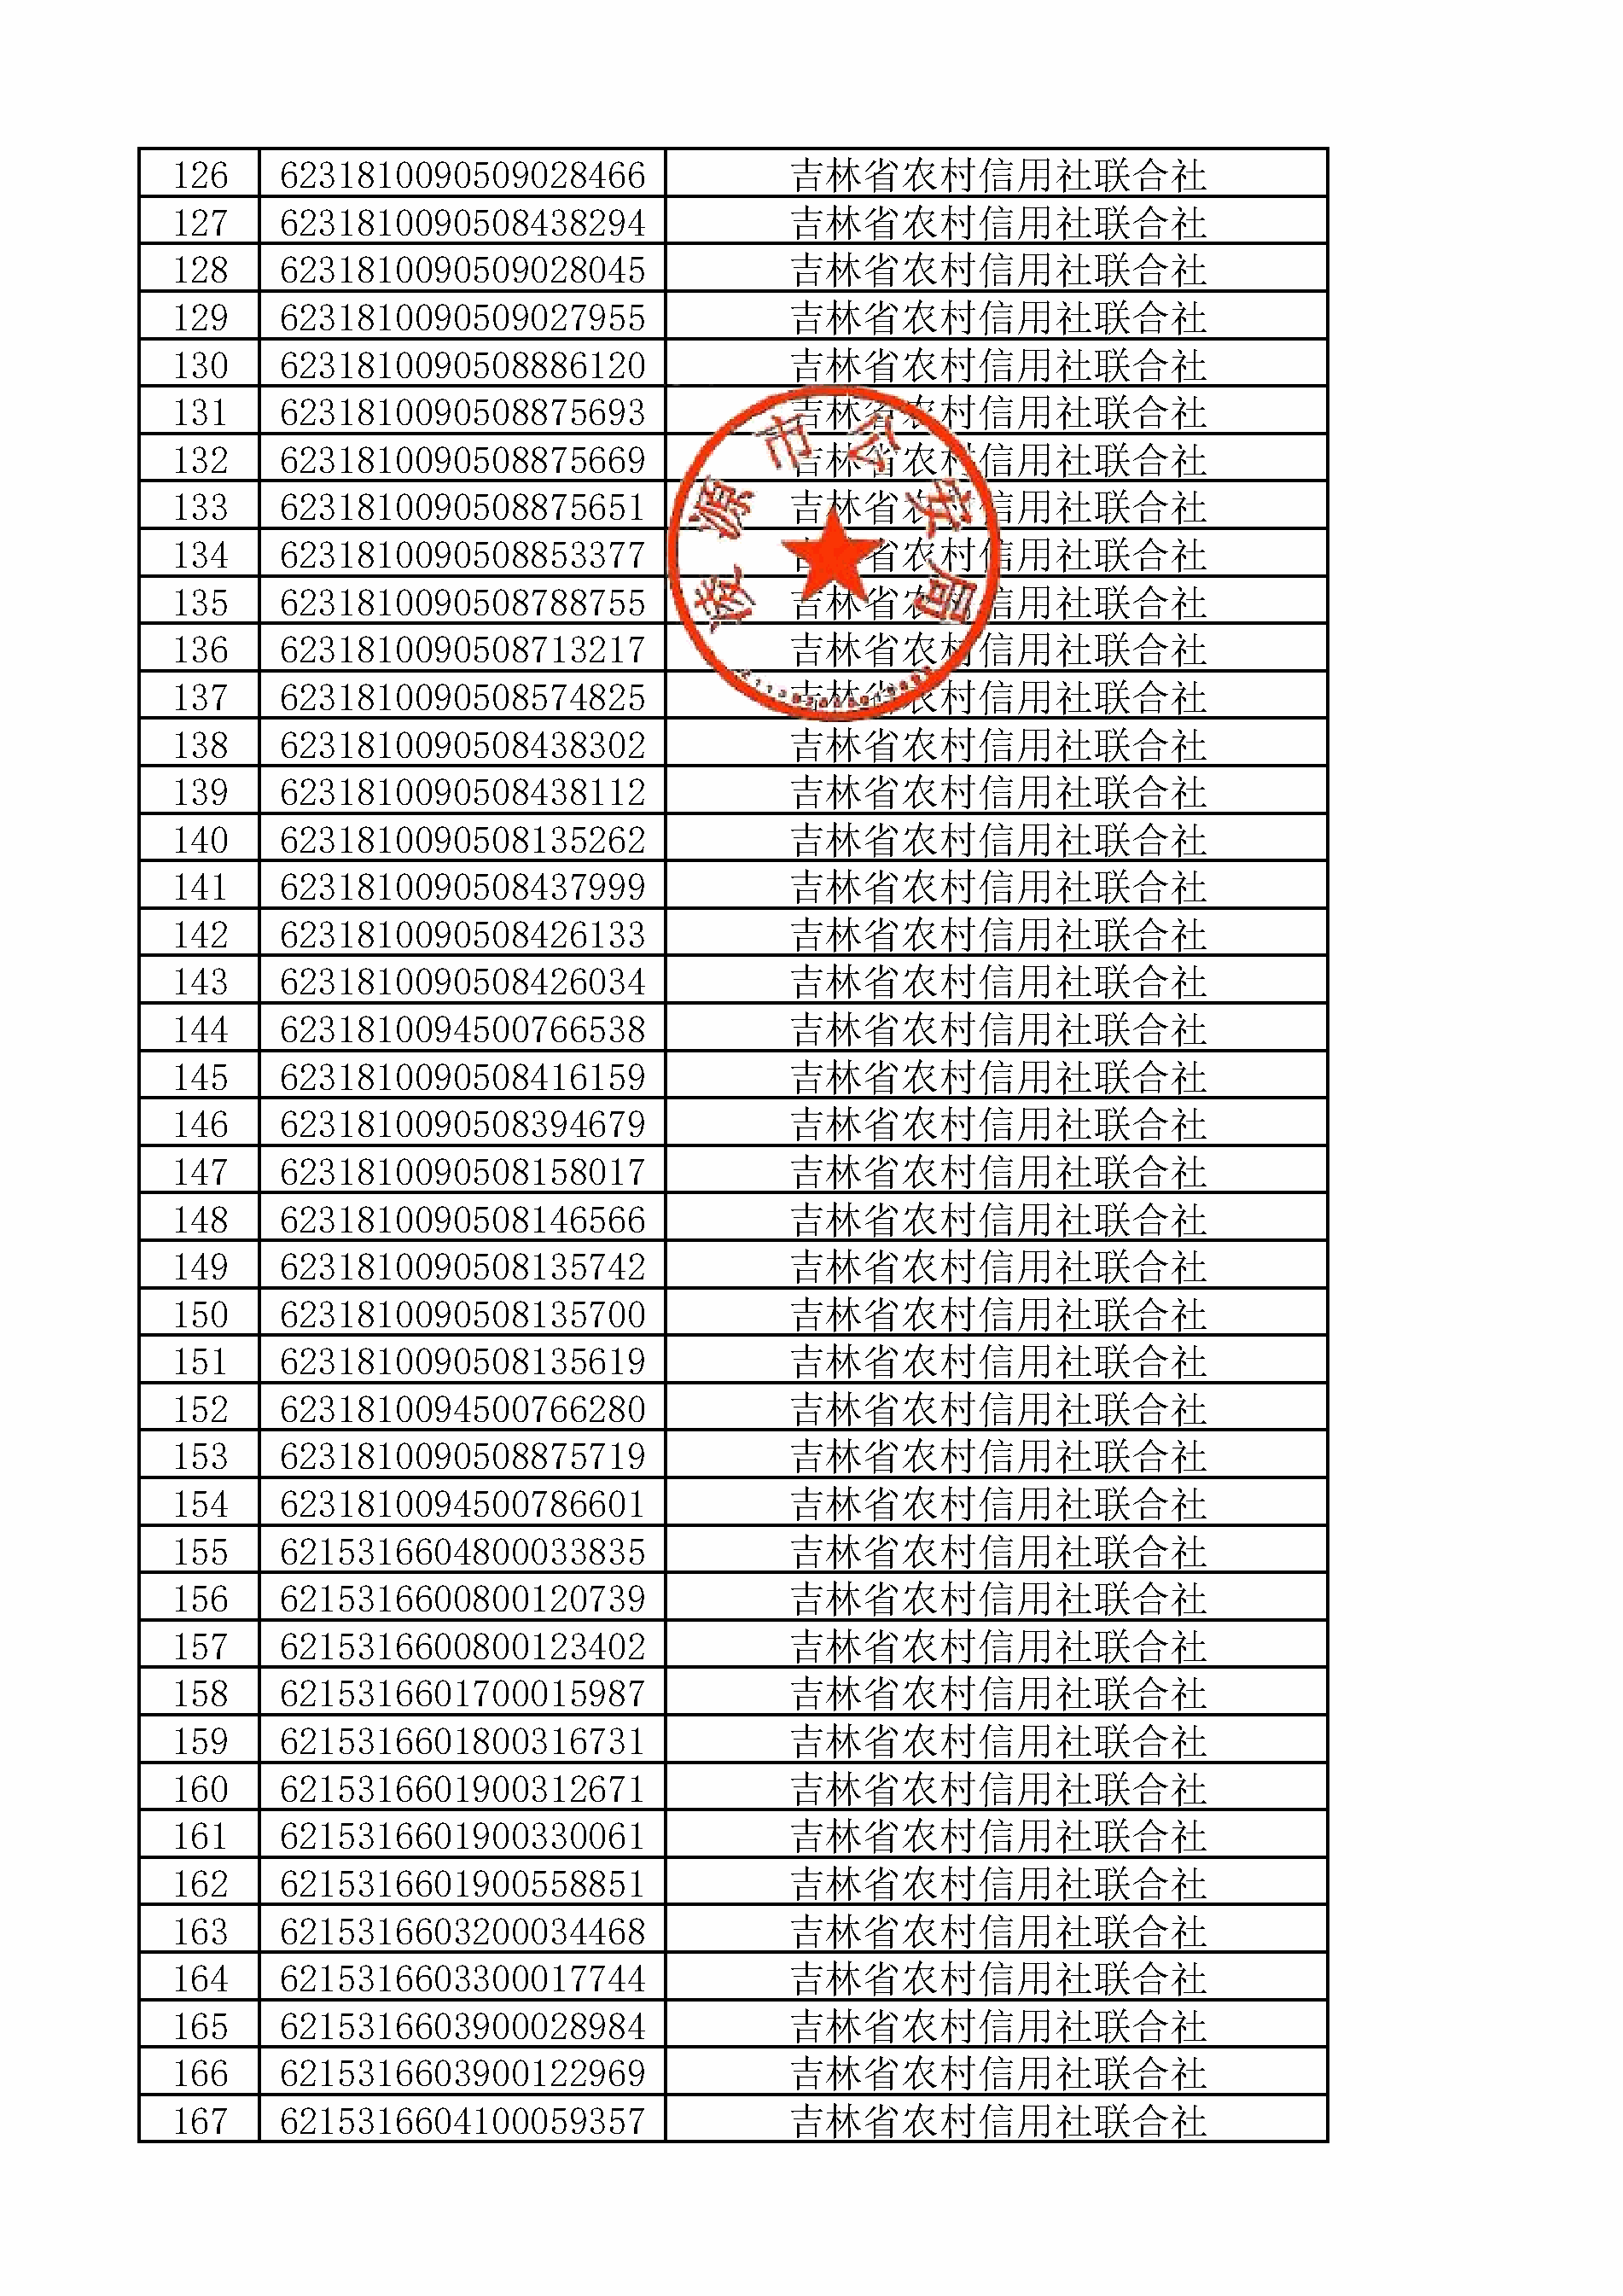 126 6231810090509028466 吉林省农村信用社联合社
127 6231810090508438294 吉林省农村信用社联合社
128 6231810090509028045 吉林省农村信用社联合社
129 6231810090509027955 吉林省农村信用社联合社
130 6231810090508886120 吉林省农村信用社联合社
131 6231810090508875693 吉林省农村信用社联合社
132 6231810090508875669 吉林省农村信用社联合社
133 6231810090508875651 吉林省农村信用社联合社
134 6231810090508853377 吉林省农村信用社联合社
135 6231810090508788755 吉林省农村信用社联合社
136 6231810090508713217 吉林省农村信用社联合社
137 6231810090508574825 吉林省农村信用社联合社
凌源市公安局
138 6231810090508438302 吉林省农村信用社联合社
139 6231810090508438112 吉林省农村信用社联合社
140 6231810090508135262 吉林省农村信用社联合社
141 6231810090508437999 吉林省农村信用社联合社
142 6231810090508426133 吉林省农村信用社联合社
143 6231810090508426034 吉林省农村信用社联合社
144 6231810094500766538 吉林省农村信用社联合社
145 6231810090508416159 吉林省农村信用社联合社
146 6231810090508394679 吉林省农村信用社联合社
147 6231810090508158017 吉林省农村信用社联合社
148 6231810090508146566 吉林省农村信用社联合社
149 6231810090508135742 吉林省农村信用社联合社
150 6231810090508135700 吉林省农村信用社联合社
151 6231810090508135619 吉林省农村信用社联合社
152 6231810094500766280 吉林省农村信用社联合社
153 6231810090508875719 吉林省农村信用社联合社
154 6231810094500786601 吉林省农村信用社联合社
155 6215316604800033835 吉林省农村信用社联合社
156 6215316600800120739 吉林省农村信用社联合社
157 6215316600800123402 吉林省农村信用社联合社
158 6215316601700015987 吉林省农村信用社联合社
159 6215316601800316731 吉林省农村信用社联合社
160 6215316601900312671 吉林省农村信用社联合社
161 6215316601900330061 吉林省农村信用社联合社
162 6215316601900558851 吉林省农村信用社联合社
163 6215316603200034468 吉林省农村信用社联合社
164 6215316603300017744 吉林省农村信用社联合社
165 6215316603900028984 吉林省农村信用社联合社
166 6215316603900122969 吉林省农村信用社联合社
167 6215316604100059357 吉林省农村信用社联合社